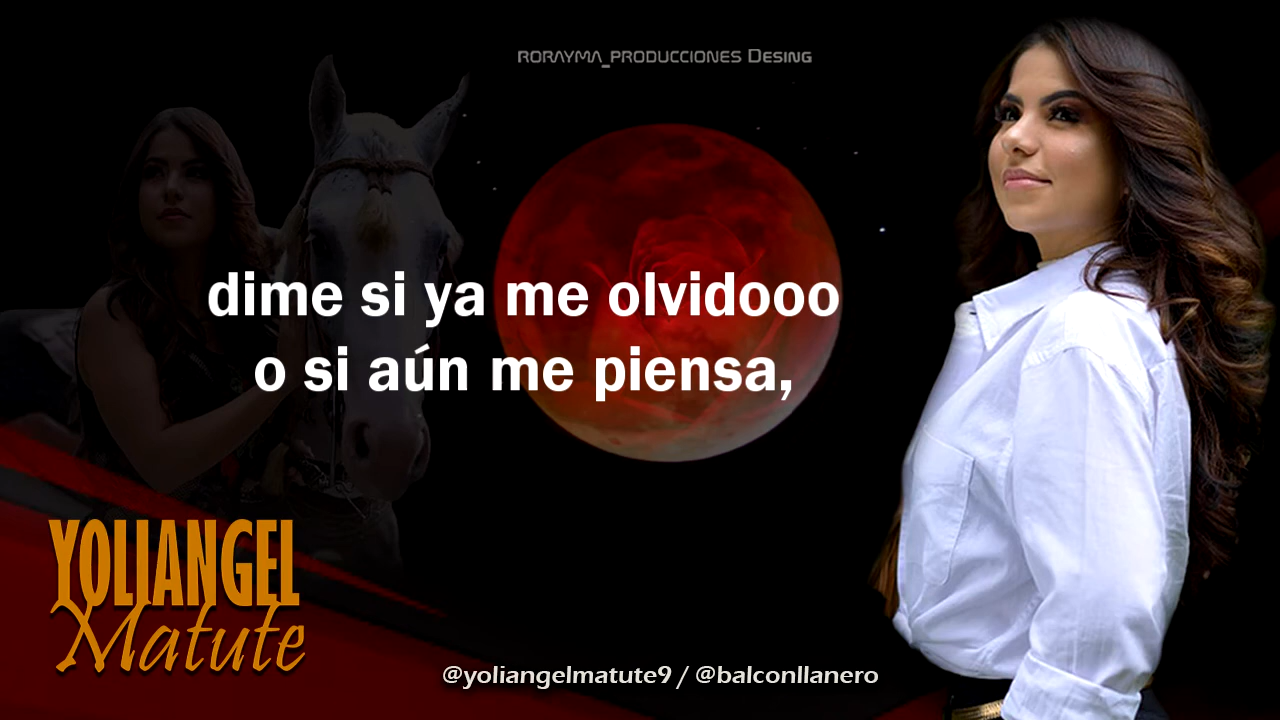 RORAYMA_PRODUCCIONES DESING
dime si ya me olvidooo
o si aún me piensa,
YOLIANGEL
Matute
@yoliangelmatute9 / @balconllanero